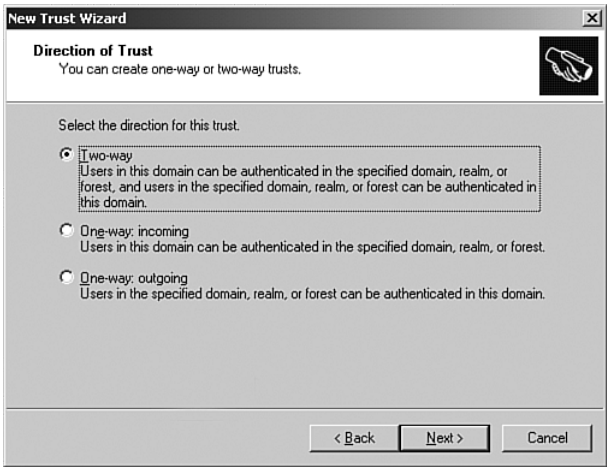 New Trust Wizard
Direction of Trust
You can create one-way or two-way trusts.
Select the direction for this trust.
Two-way
Users in this domain can be authenticated in the specified domain, realm, or
forest, and users in the specified domain, realm, or forest can be authenticated in
this domain.
One-way: incoming
Users in this domain can be authenticated in the specified domain, realm, or forest.
One-way: outgoing
Users in the specified domain, realm, or forest can be authenticated in this domain.
< Back Next > Cancel